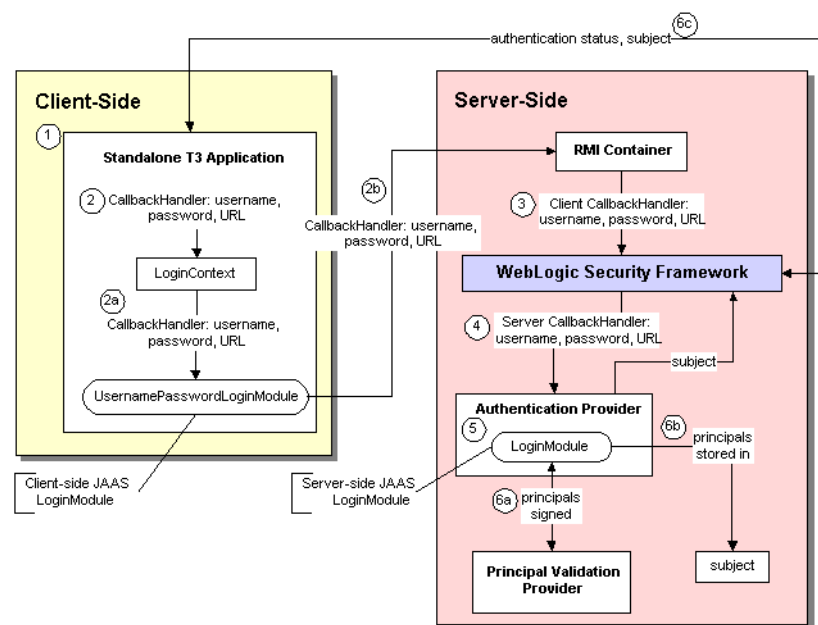 6c
authentication status, subject
Client-Side
1
Standalone T3 Application
2
CallbackHandler: username,
password, URL
LoginContext
2a
CallbackHandler: username,
password, URL
UsernamePasswordLoginModule
Client-side JAAS
LoginModule
2b
CallbackHandler: username,
password, URL
Server-Side
RMI Container
3
Client CallbackHandler:
username, password, URL
WebLogic Security Framework
4
Server CallbackHandler:
username, password, URL
subject
Authentication Provider
5
LoginModule
6b
principals
stored in
Server-side JAAS
LoginModule
6a
principals
signed
subject
Principal Validation
Provider